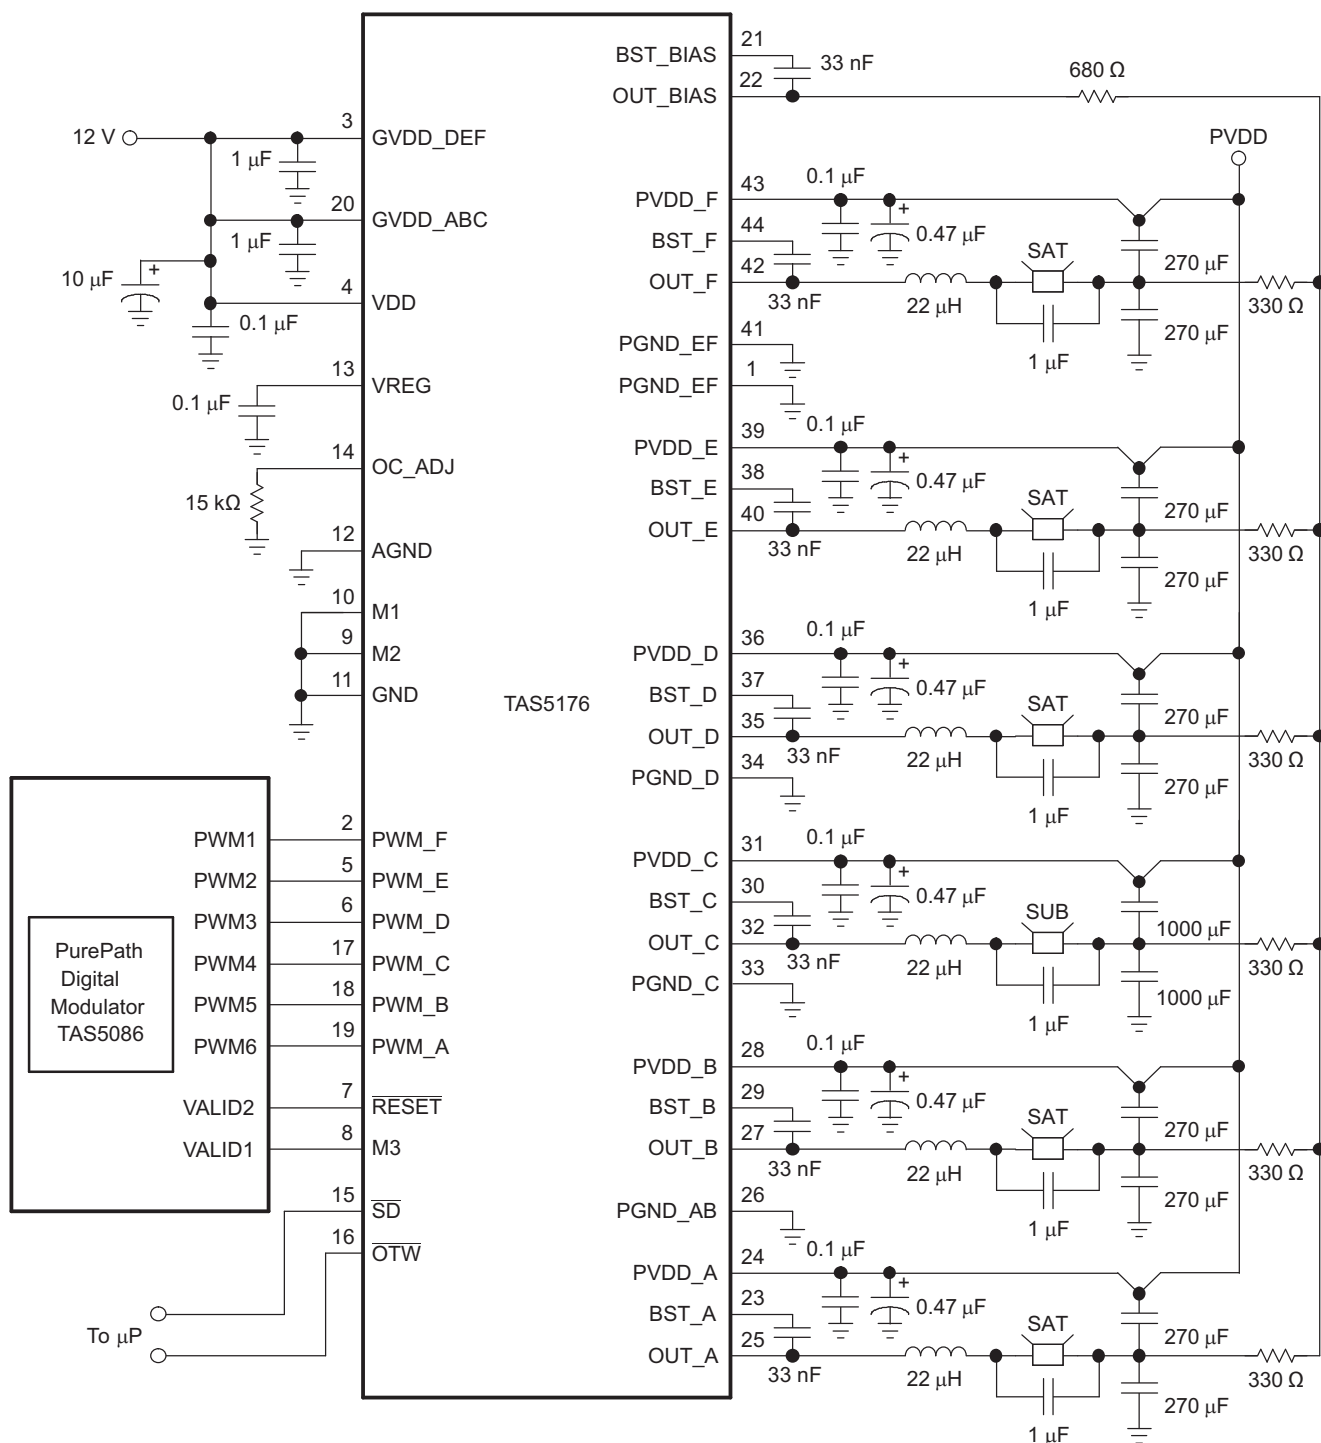 21
BST_BIAS
33 nF
22
OUT_BIAS
680 Ω
12 V
3
GVDD_DEF
1 μF
20
GVDD_ABC
1 μF
10 μF
+
4
VDD
0.1 μF
13
VREG
0.1 μF
14
OC_ADJ
15 kΩ
12
AGND
10
M1
9
M2
11
GND
TAS5176
PVDD
43
PVDD_F
0.1 μF
+
0.47 μF
44
BST_F
42
OUT_F
33 nF
22 μH
SAT
1 μF
270 μF
270 μF
330 Ω
41
PGND_EF
1
PGND_EF
39
PVDD_E
0.1 μF
+
0.47 μF
38
BST_E
40
OUT_E
33 nF
22 μH
SAT
1 μF
270 μF
270 μF
330 Ω
36
PVDD_D
0.1 μF
+
0.47 μF
37
BST_D
35
OUT_D
33 nF
22 μH
SAT
1 μF
270 μF
270 μF
330 Ω
34
PGND_D
31
PVDD_C
0.1 μF
+
0.47 μF
30
BST_C
32
OUT_C
33 nF
22 μH
SUB
1 μF
1000 μF
1000 μF
330 Ω
33
PGND_C
28
PVDD_B
0.1 μF
+
0.47 μF
29
BST_B
27
OUT_B
33 nF
22 μH
SAT
1 μF
270 μF
270 μF
330 Ω
26
PGND_AB
24
PVDD_A
0.1 μF
+
0.47 μF
23
BST_A
25
OUT_A
33 nF
22 μH
SAT
1 μF
270 μF
270 μF
330 Ω
PurePath
Digital
Modulator
TAS5086
PWM1
2
PWM_F
PWM2
5
PWM_E
PWM3
6
PWM_D
PWM4
17
PWM_C
PWM5
18
PWM_B
PWM6
19
PWM_A
VALID2
7
RESET
VALID1
8
M3
15
SD
16
OTW
To μP